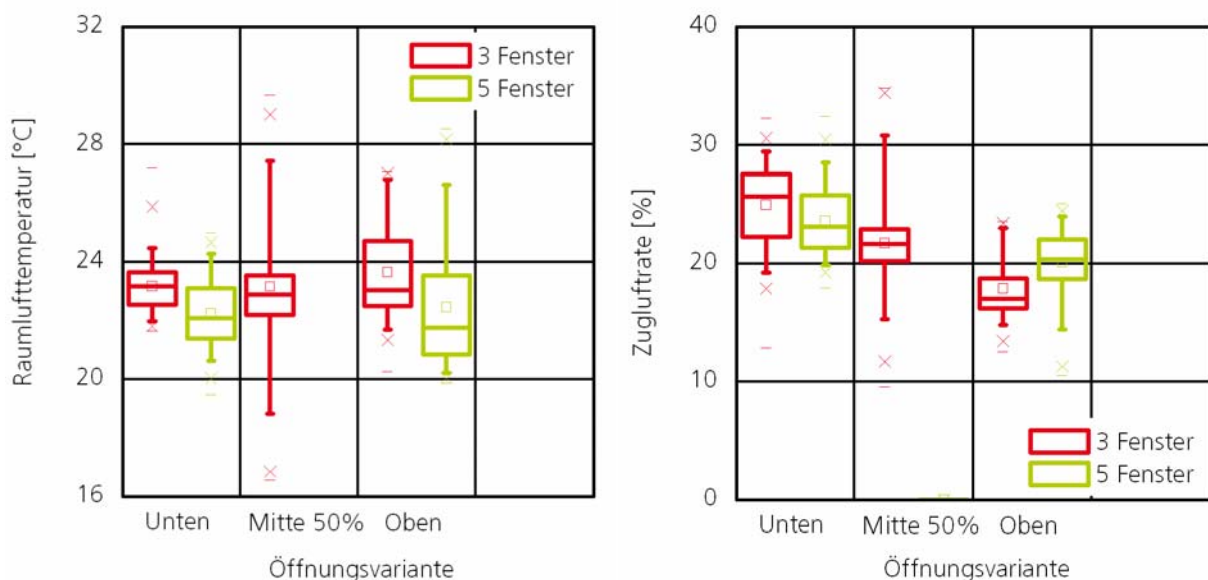 32
28
24
20
16
Raumlufttemperatur [°C]
3 Fenster
5 Fenster
Unten
Mitte 50%
Oben
Öffnungsvariante
40
30
20
10
0
Zugluftrate [%]
3 Fenster
5 Fenster
Unten
Mitte 50%
Oben
Öffnungsvariante